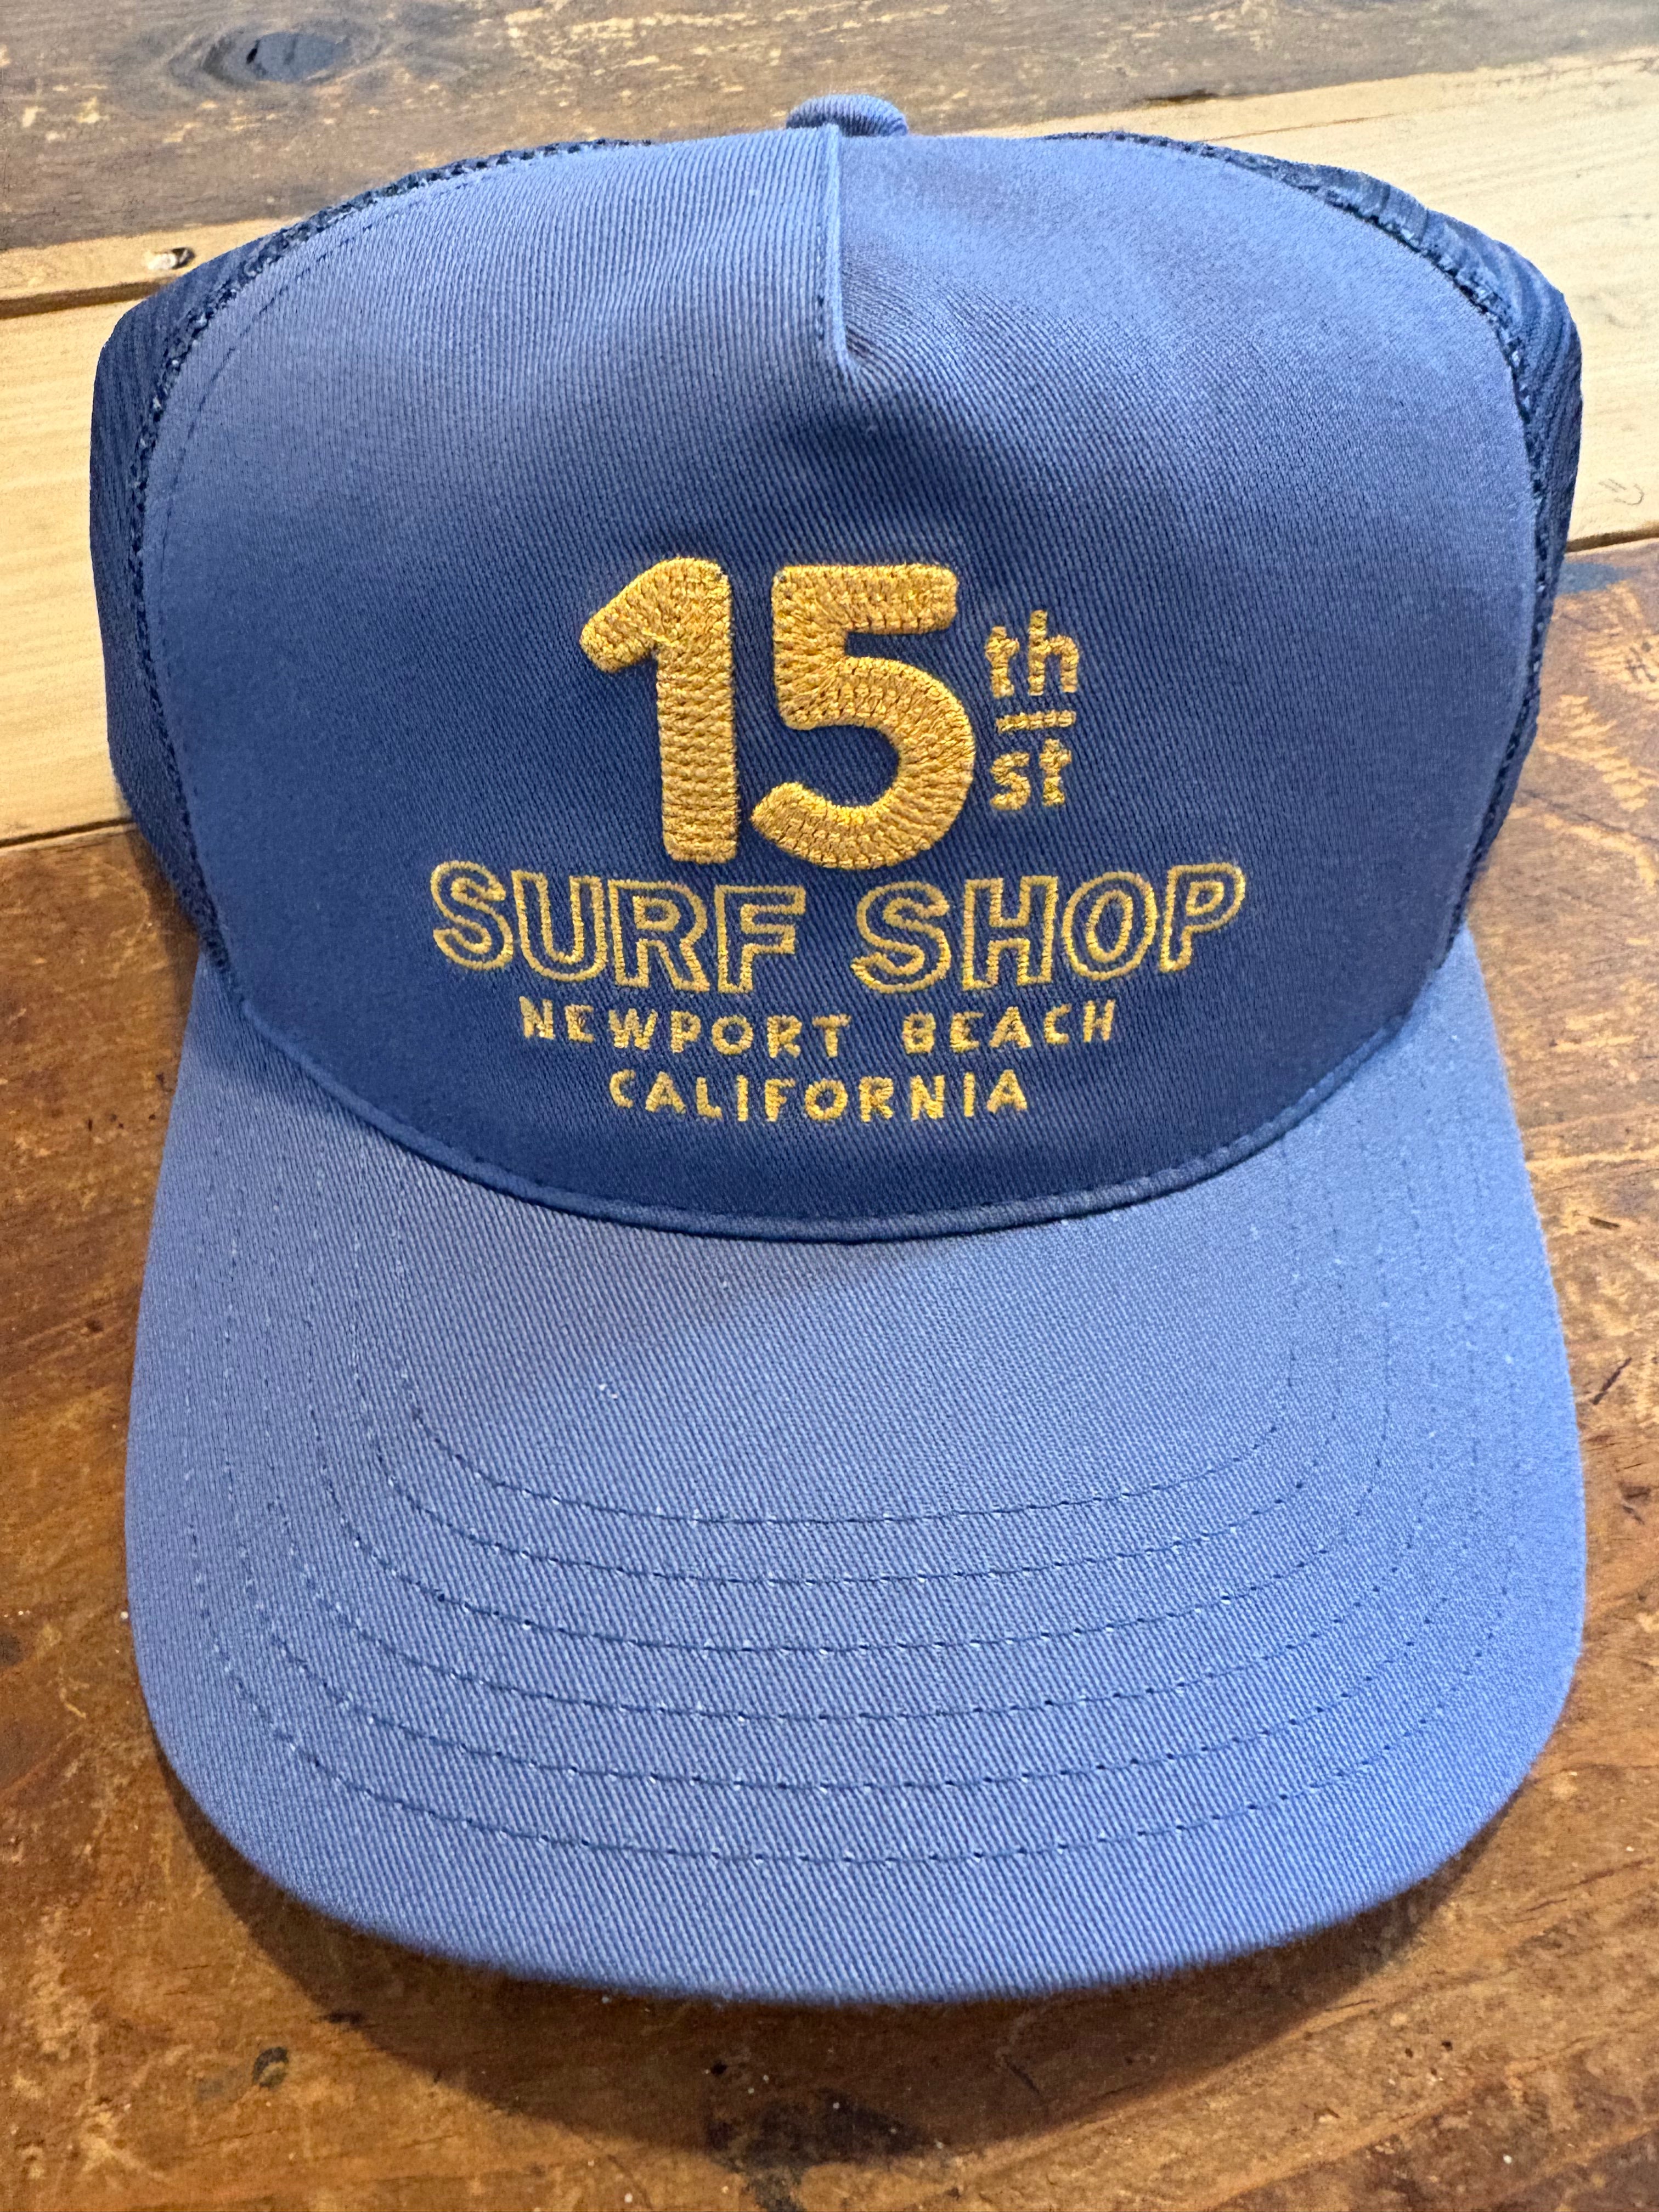 15th
st
SURF SHOP
NEWPORT BEACH
CALIFORNIA